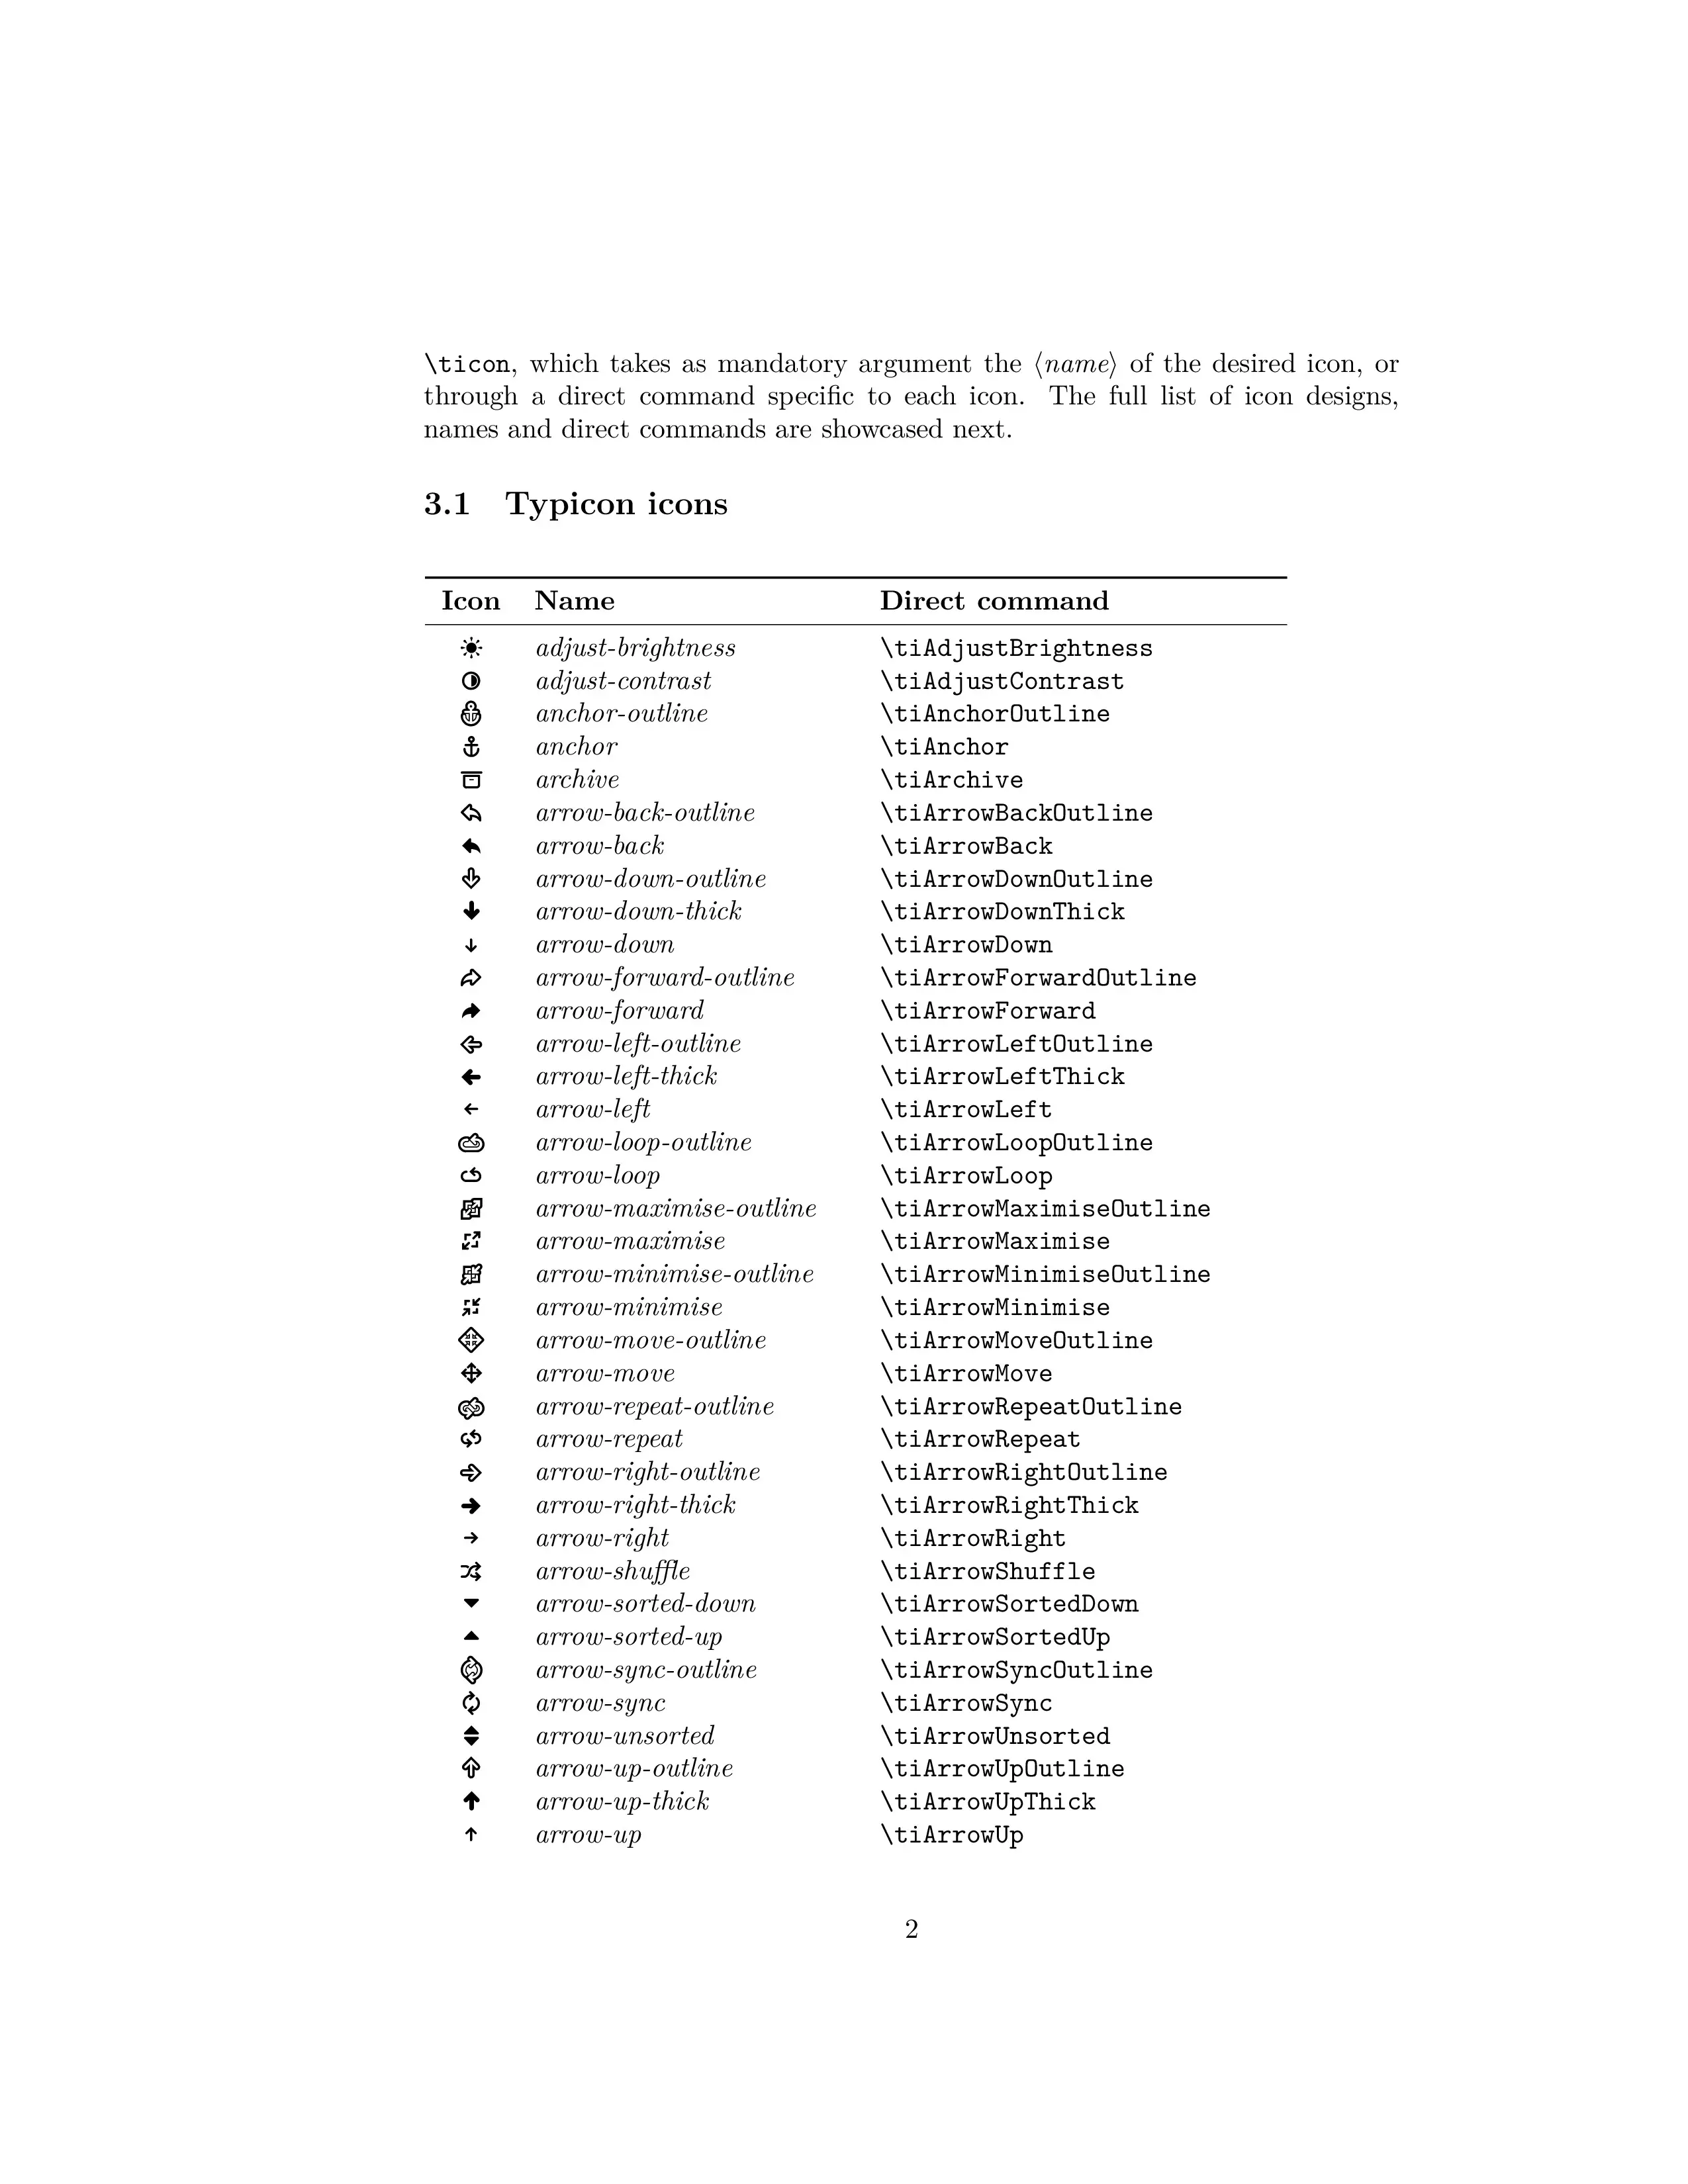 \ticon, which takes as mandatory argument the ⟨name⟩ of the desired icon, or
through a direct command specific to each icon. The full list of icon designs,
names and direct commands are showcased next.
3.1 Typicon icons
Icon Name Direct command
adjust-brightness \tiAdjustBrightness
adjust-contrast \tiAdjustContrast
anchor-outline \tiAnchorOutline
anchor \tiAnchor
archive \tiArchive
arrow-back-outline \tiArrowBackOutline
arrow-back \tiArrowBack
arrow-down-outline \tiArrowDownOutline
arrow-down-thick \tiArrowDownThick
arrow-down \tiArrowDown
arrow-forward-outline \tiArrowForwardOutline
arrow-forward \tiArrowForward
arrow-left-outline \tiArrowLeftOutline
arrow-left-thick \tiArrowLeftThick
arrow-left \tiArrowLeft
arrow-loop-outline \tiArrowLoopOutline
arrow-loop \tiArrowLoop
arrow-maximise-outline \tiArrowMaximiseOutline
arrow-maximise \tiArrowMaximise
arrow-minimise-outline \tiArrowMinimiseOutline
arrow-minimise \tiArrowMinimise
arrow-move-outline \tiArrowMoveOutline
arrow-move \tiArrowMove
arrow-repeat-outline \tiArrowRepeatOutline
arrow-repeat \tiArrowRepeat
arrow-right-outline \tiArrowRightOutline
arrow-right-thick \tiArrowRightThick
arrow-right \tiArrowRight
arrow-shuffle \tiArrowShuffle
arrow-sorted-down \tiArrowSortedDown
arrow-sorted-up \tiArrowSortedUp
arrow-sync-outline \tiArrowSyncOutline
arrow-sync \tiArrowSync
arrow-unsorted \tiArrowUnsorted
arrow-up-outline \tiArrowUpOutline
arrow-up-thick \tiArrowUpThick
arrow-up \tiArrowUp
2